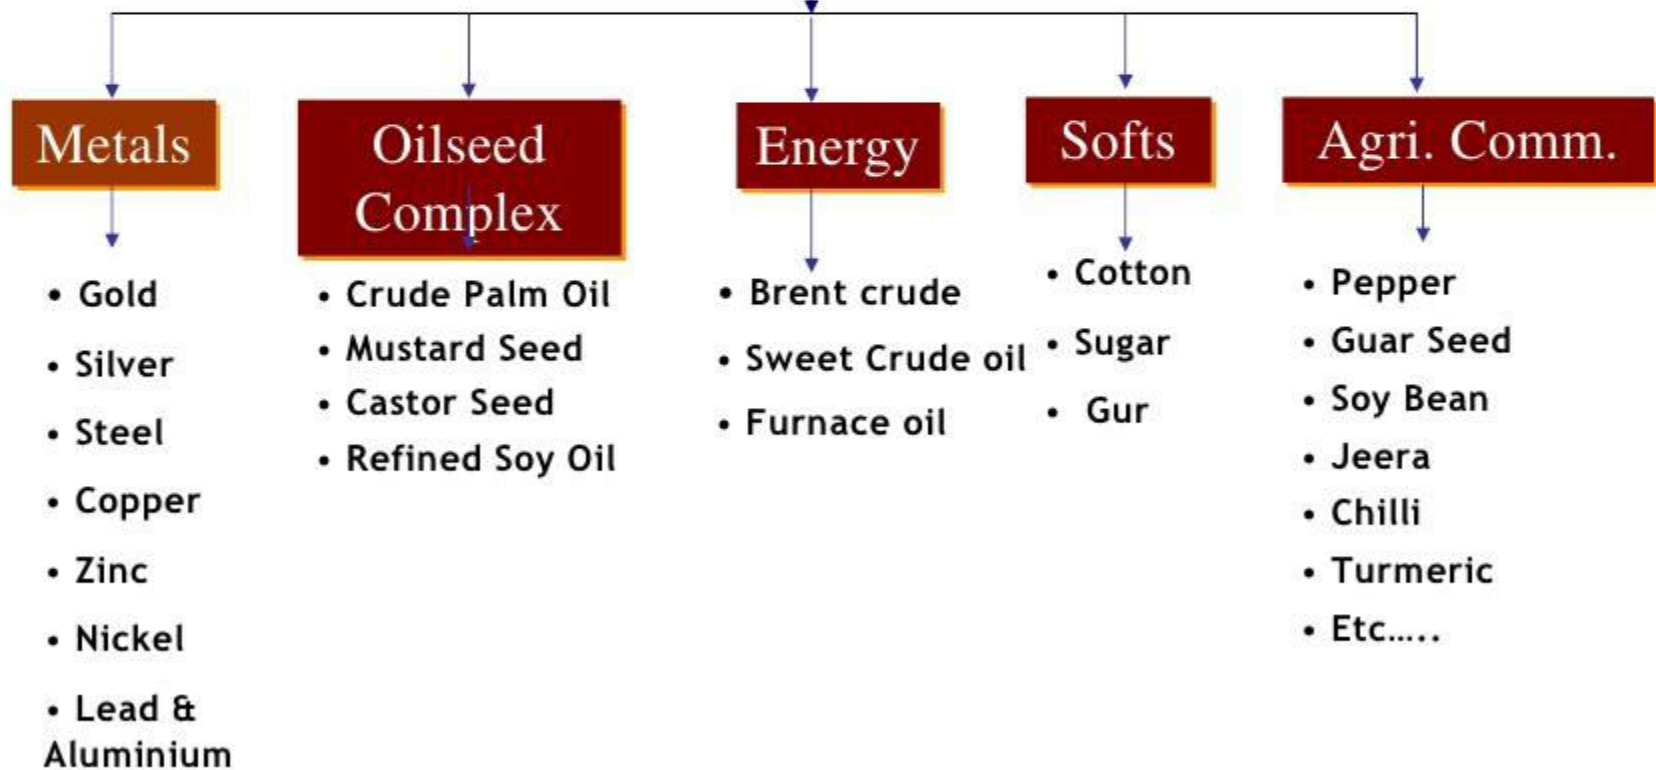 Metals
• Gold
• Silver
• Steel
• Copper
• Zinc
• Nickel
• Lead &
Aluminium
Oilseed
Complex
• Crude Palm Oil
• Mustard Seed
• Castor Seed
• Refined Soy Oil
Energy
• Brent crude
• Sweet Crude oil
• Furnace oil
Softs
• Cotton
• Sugar
• Gur
Agri. Comm.
• Pepper
• Guar Seed
• Soy Bean
• Jeera
• Chilli
• Turmeric
• Etc.....